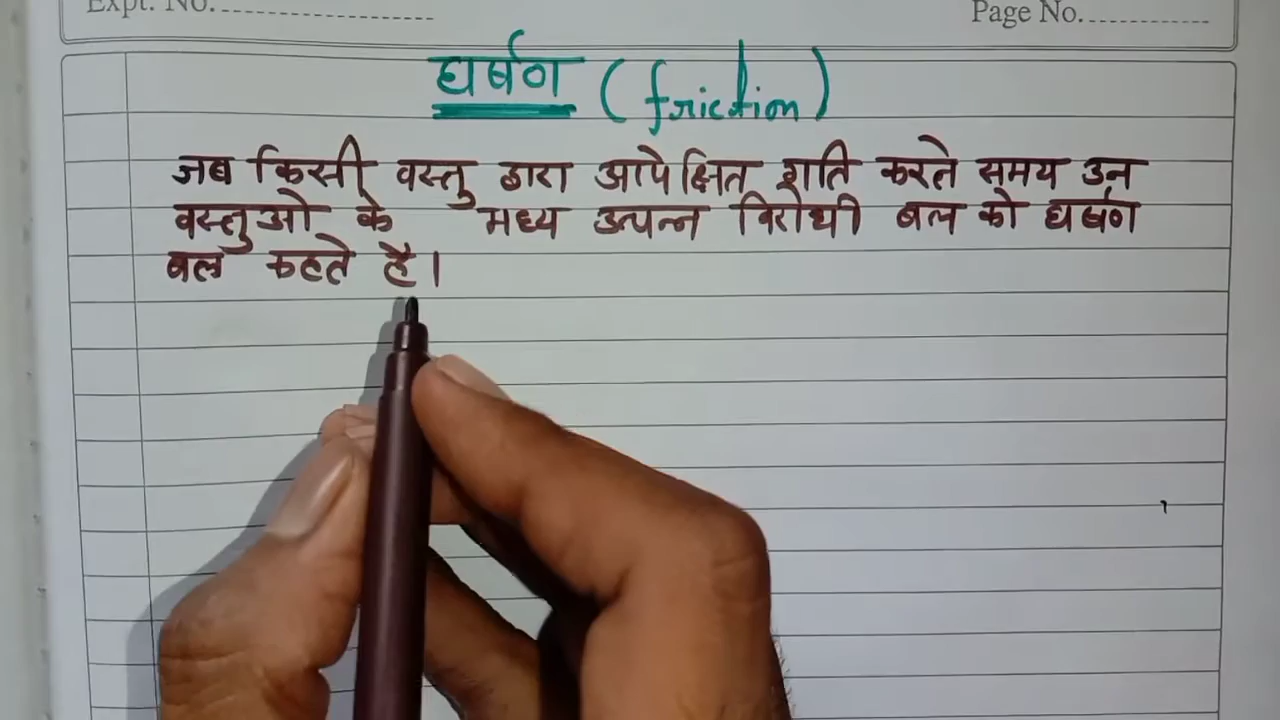 Expt. No.
Page No.
घर्षण (friction)
जब किसी वस्तु द्वारा आपेक्षित गति करते समय उन
वस्तुओ के मध्य उत्पन्न विरोधी बल को घर्षण
बल कहते है।